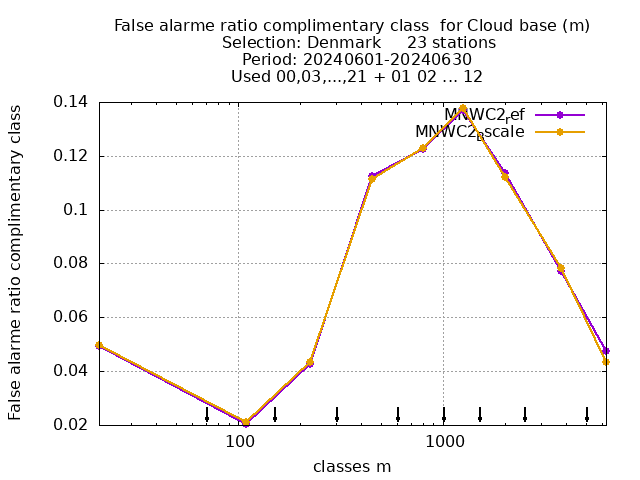 False alarme ratio complimentary class  for Cloud base (m)
Selection: Denmark     23 stations
Period: 20240601-20240630
Used 00,03,...,21 + 01 02 ... 12
MNWC2ref
MNWC2Lscale
0.14
0.12
0.1
0.08
0.06
0.04
0.02
False alarme ratio complimentary class
100
1000
classes m